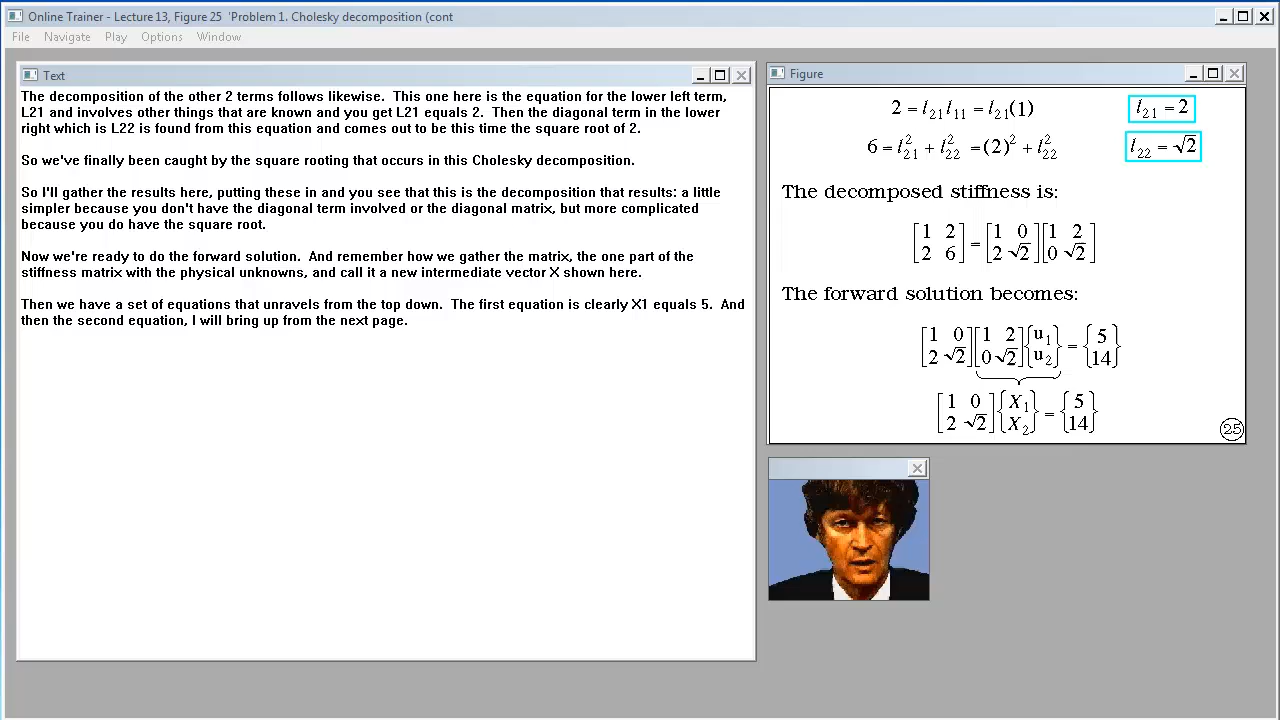 Online Trainer - Lecture 13, Figure 25  'Problem 1. Cholesky decomposition (cont
File Navigate Play Options Window
Text
The decomposition of the other 2 terms follows likewise.  This one here is the equation for the lower left term,
L21 and involves other things that are known and you get L21 equals 2.  Then the diagonal term in the lower
right which is L22 is found from this equation and comes out to be this time the square root of 2.
So we've finally been caught by the square rooting that occurs in this Cholesky decomposition.
So I'll gather the results here, putting these in and you see that this is the decomposition that results: a little
simpler because you don't have the diagonal term involved or the diagonal matrix, but more complicated
because you do have the square root.
Now we're ready to do the forward solution.  And remember how we gather the matrix, the one part of the
stiffness matrix with the physical unknowns, and call it a new intermediate vector X shown here.
Then we have a set of equations that unravels from the top down.  The first equation is clearly X1 equals 5.  And
then the second equation, I will bring up from the next page.
Figure
2 = l₂₁ l₁₁ = l₂₁(1)   l₂₁ = 2
6 = l₂₁² + l₂₂² = (2)² + l₂₂²   l₂₂ = √2
The decomposed stiffness is:
[1 2] [1 0] [1 2]
[2 6] = [2 √2] [0 √2]
The forward solution becomes:
[1 0] [1 2] {u₁} {5}
[2 √2] [0 √2] {u₂} = {14}
[1 0] {X₁} {5}
[2 √2] {X₂} = {14}
25